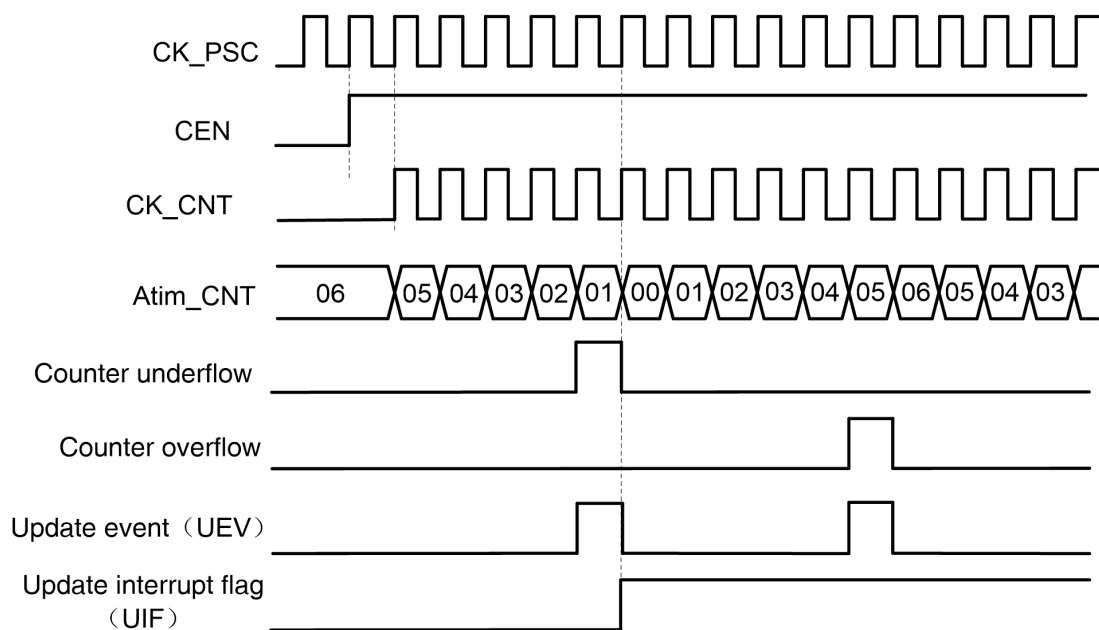 CK_PSC
CEN
CK_CNT
Atim_CNT 06 05 04 03 02 01 00 01 02 03 04 05 06 05 04 03
Counter underflow
Counter overflow
Update event（UEV）
Update interrupt flag
（UIF）